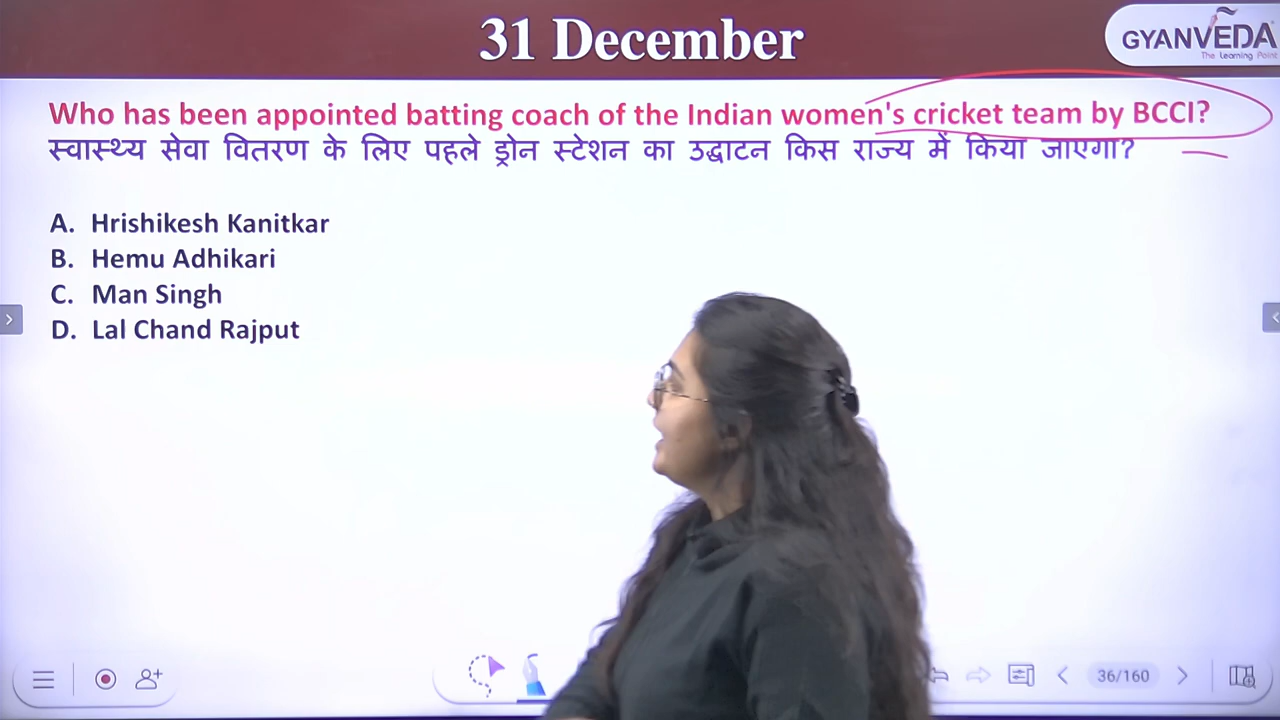 31 December
GYANVEDA
The Learning Point
Who has been appointed batting coach of the Indian women's cricket team by BCCI?
स्वास्थ्य सेवा वितरण के लिए पहले ड्रोन स्टेशन का उद्घाटन किस राज्य में किया जाएगा?
A. Hrishikesh Kanitkar
B. Hemu Adhikari
C. Man Singh
D. Lal Chand Rajput
36/160